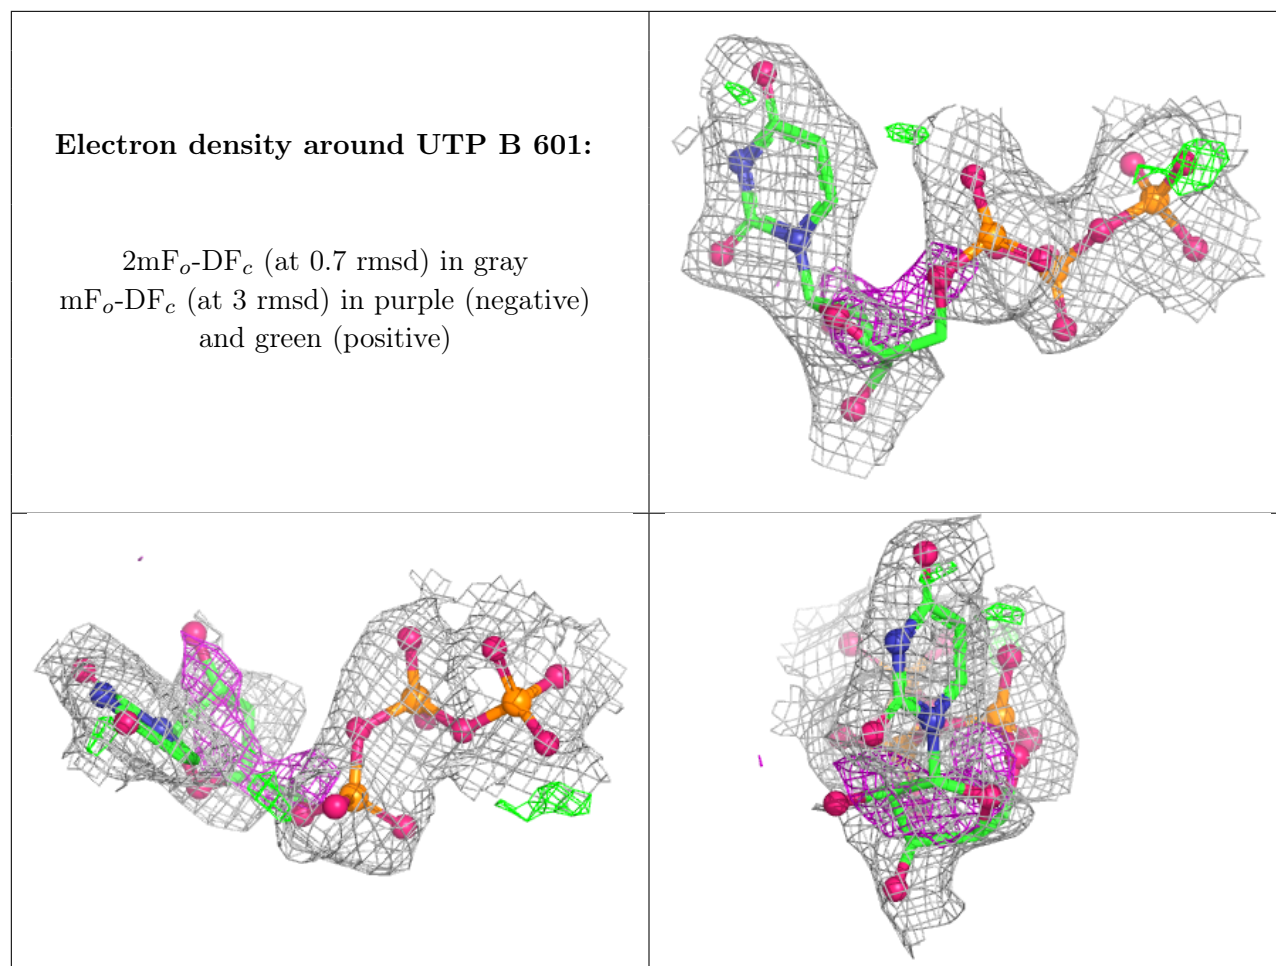 Electron density around UTP B 601:
2mFo-DFc (at 0.7 rmsd) in gray
mFo-DFc (at 3 rmsd) in purple (negative)
and green (positive)